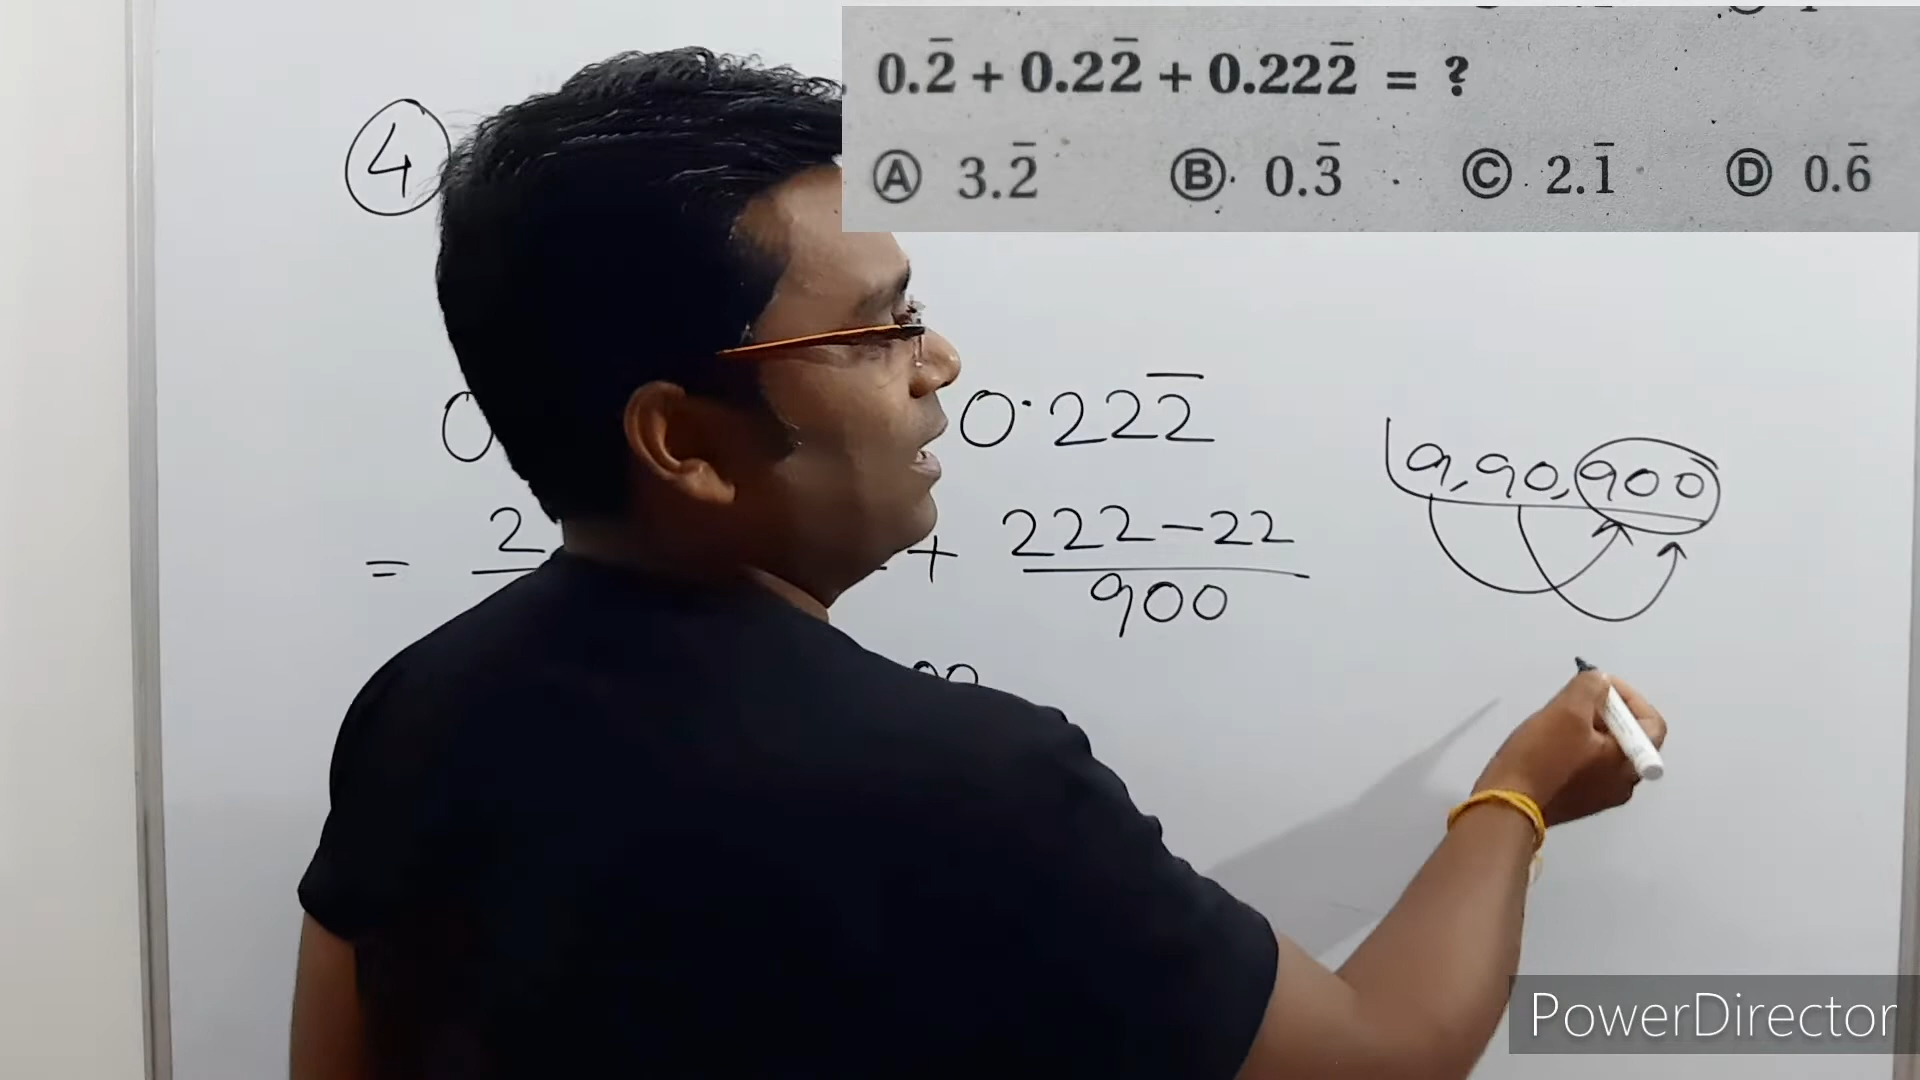 0.2̅ + 0.22̅ + 0.222̅ = ?
Ⓐ 3.2̅ Ⓑ 0.3̅ Ⓒ 2.1̅ Ⓓ 0.6̅
④
0 0.222̅
9,90,900
= 2 + 222-22
900
PowerDirector